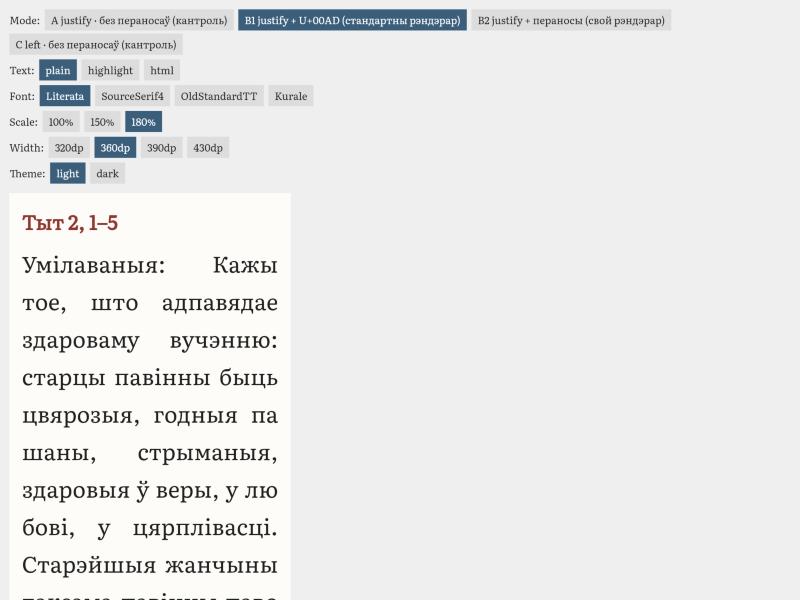 Mode: A justify · без пераносаў (кантроль) B1 justify + U+00AD (стандартны рэндэрар) B2 justify + пераносы (свой рэндэрар)
C left · без пераносаў (кантроль)
Text: plain highlight html
Font: Literata SourceSerif4 OldStandardTT Kurale
Scale: 100% 150% 180%
Width: 320dp 360dp 390dp 430dp
Theme: light dark
Тыт 2, 1–5
Умілаваныя: Кажы
тое, што адпавядае
здароваму вучэнню:
старцы павінны быць
цвярозыя, годныя па
шаны, стрыманыя,
здаровыя ў веры, у лю
бові, у цярплівасці.
Старэйшыя жанчыны